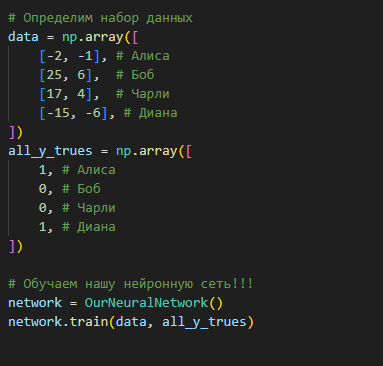 # Определим набор данных
data = np.array([
    [-2, -1], # Алиса
    [25, 6],  # Боб
    [17, 4],  # Чарли
    [-15, -6], # Диана
])
all_y_trues = np.array([
    1, # Алиса
    0, # Боб
    0, # Чарли
    1, # Диана
])

# Обучаем нашу нейронную сеть!!!
network = OurNeuralNetwork()
network.train(data, all_y_trues)